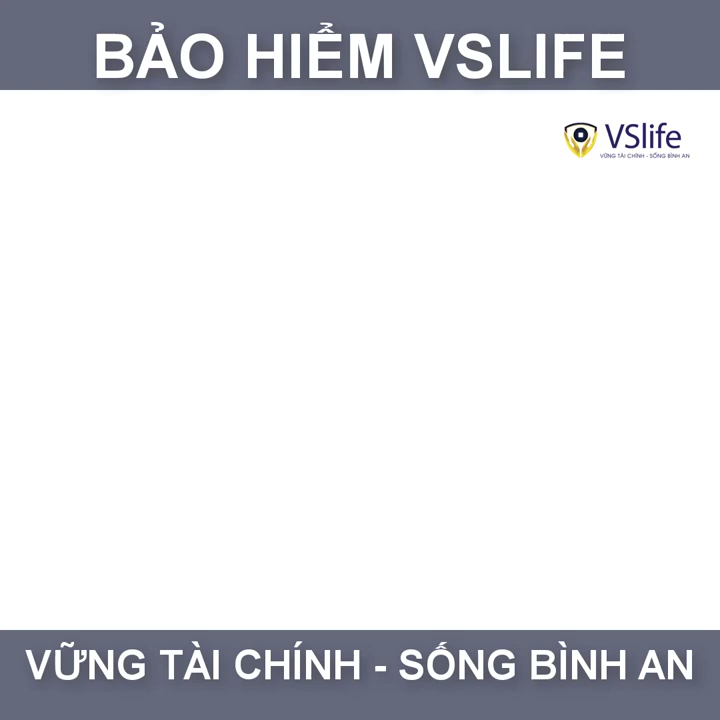 BẢO HIỂM VSLIFE
VSlife
VỮNG TÀI CHÍNH - SỐNG BÌNH AN
VỮNG TÀI CHÍNH - SỐNG BÌNH AN